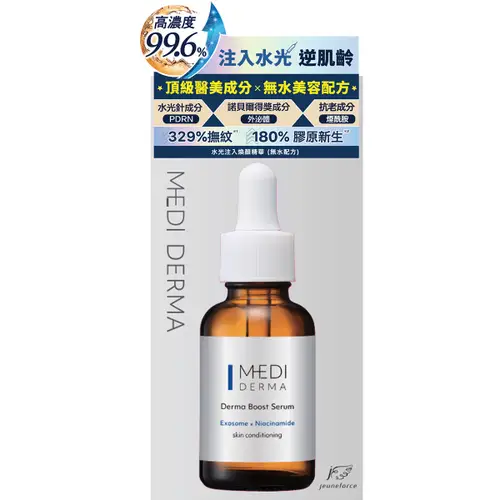 高濃度
99.6%
注入水光 逆肌齡
頂級醫美成分×無水美容配方
水光針成分 諾貝爾得獎成分 抗老成分
PDRN 外泌體 煙酰胺
329%撫紋 180%膠原新生
水光注入煥顏精華 (無水配方)
MEDI DERMA
MEDI
DERMA
Derma Boost Serum
Exosome + Niacinamide
skin conditioning
jeuneforce